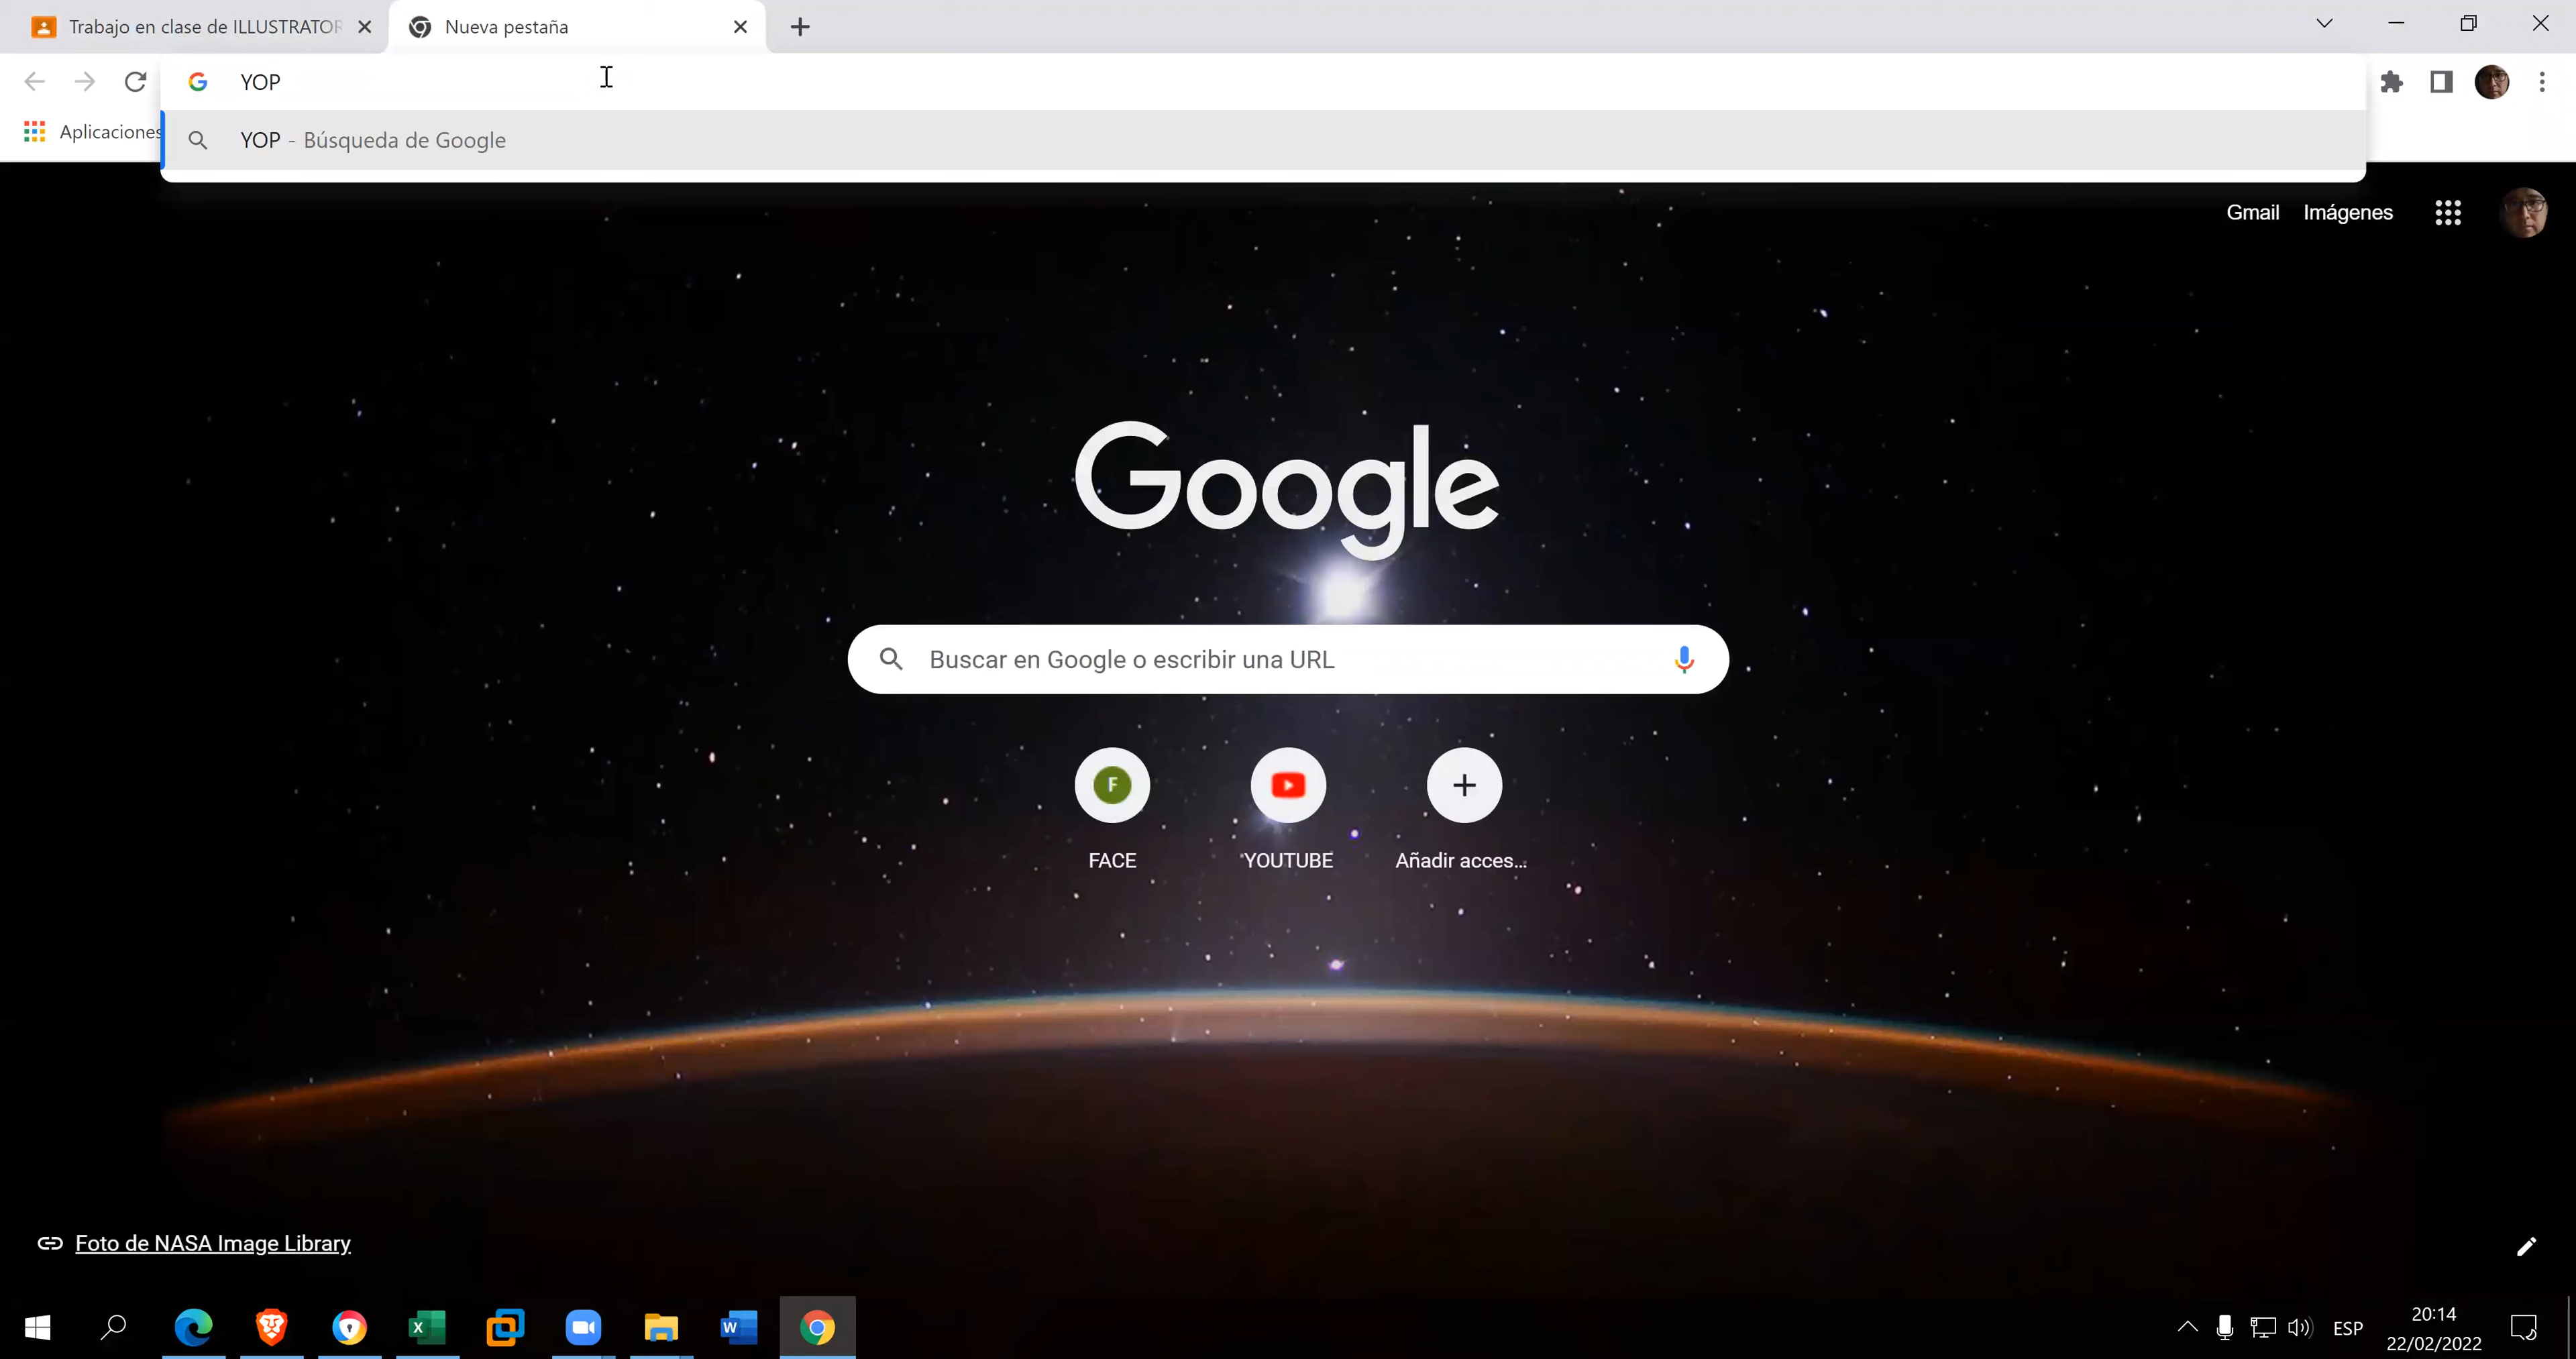 Trabajo en clase de ILLUSTRATOR
Nueva pestaña
YOP
Aplicaciones
YOP - Búsqueda de Google
Gmail
Imágenes
Google
Buscar en Google o escribir una URL
F
FACE
YOUTUBE
Añadir acces...
Foto de NASA Image Library
X
W
ESP
20:14
22/02/2022